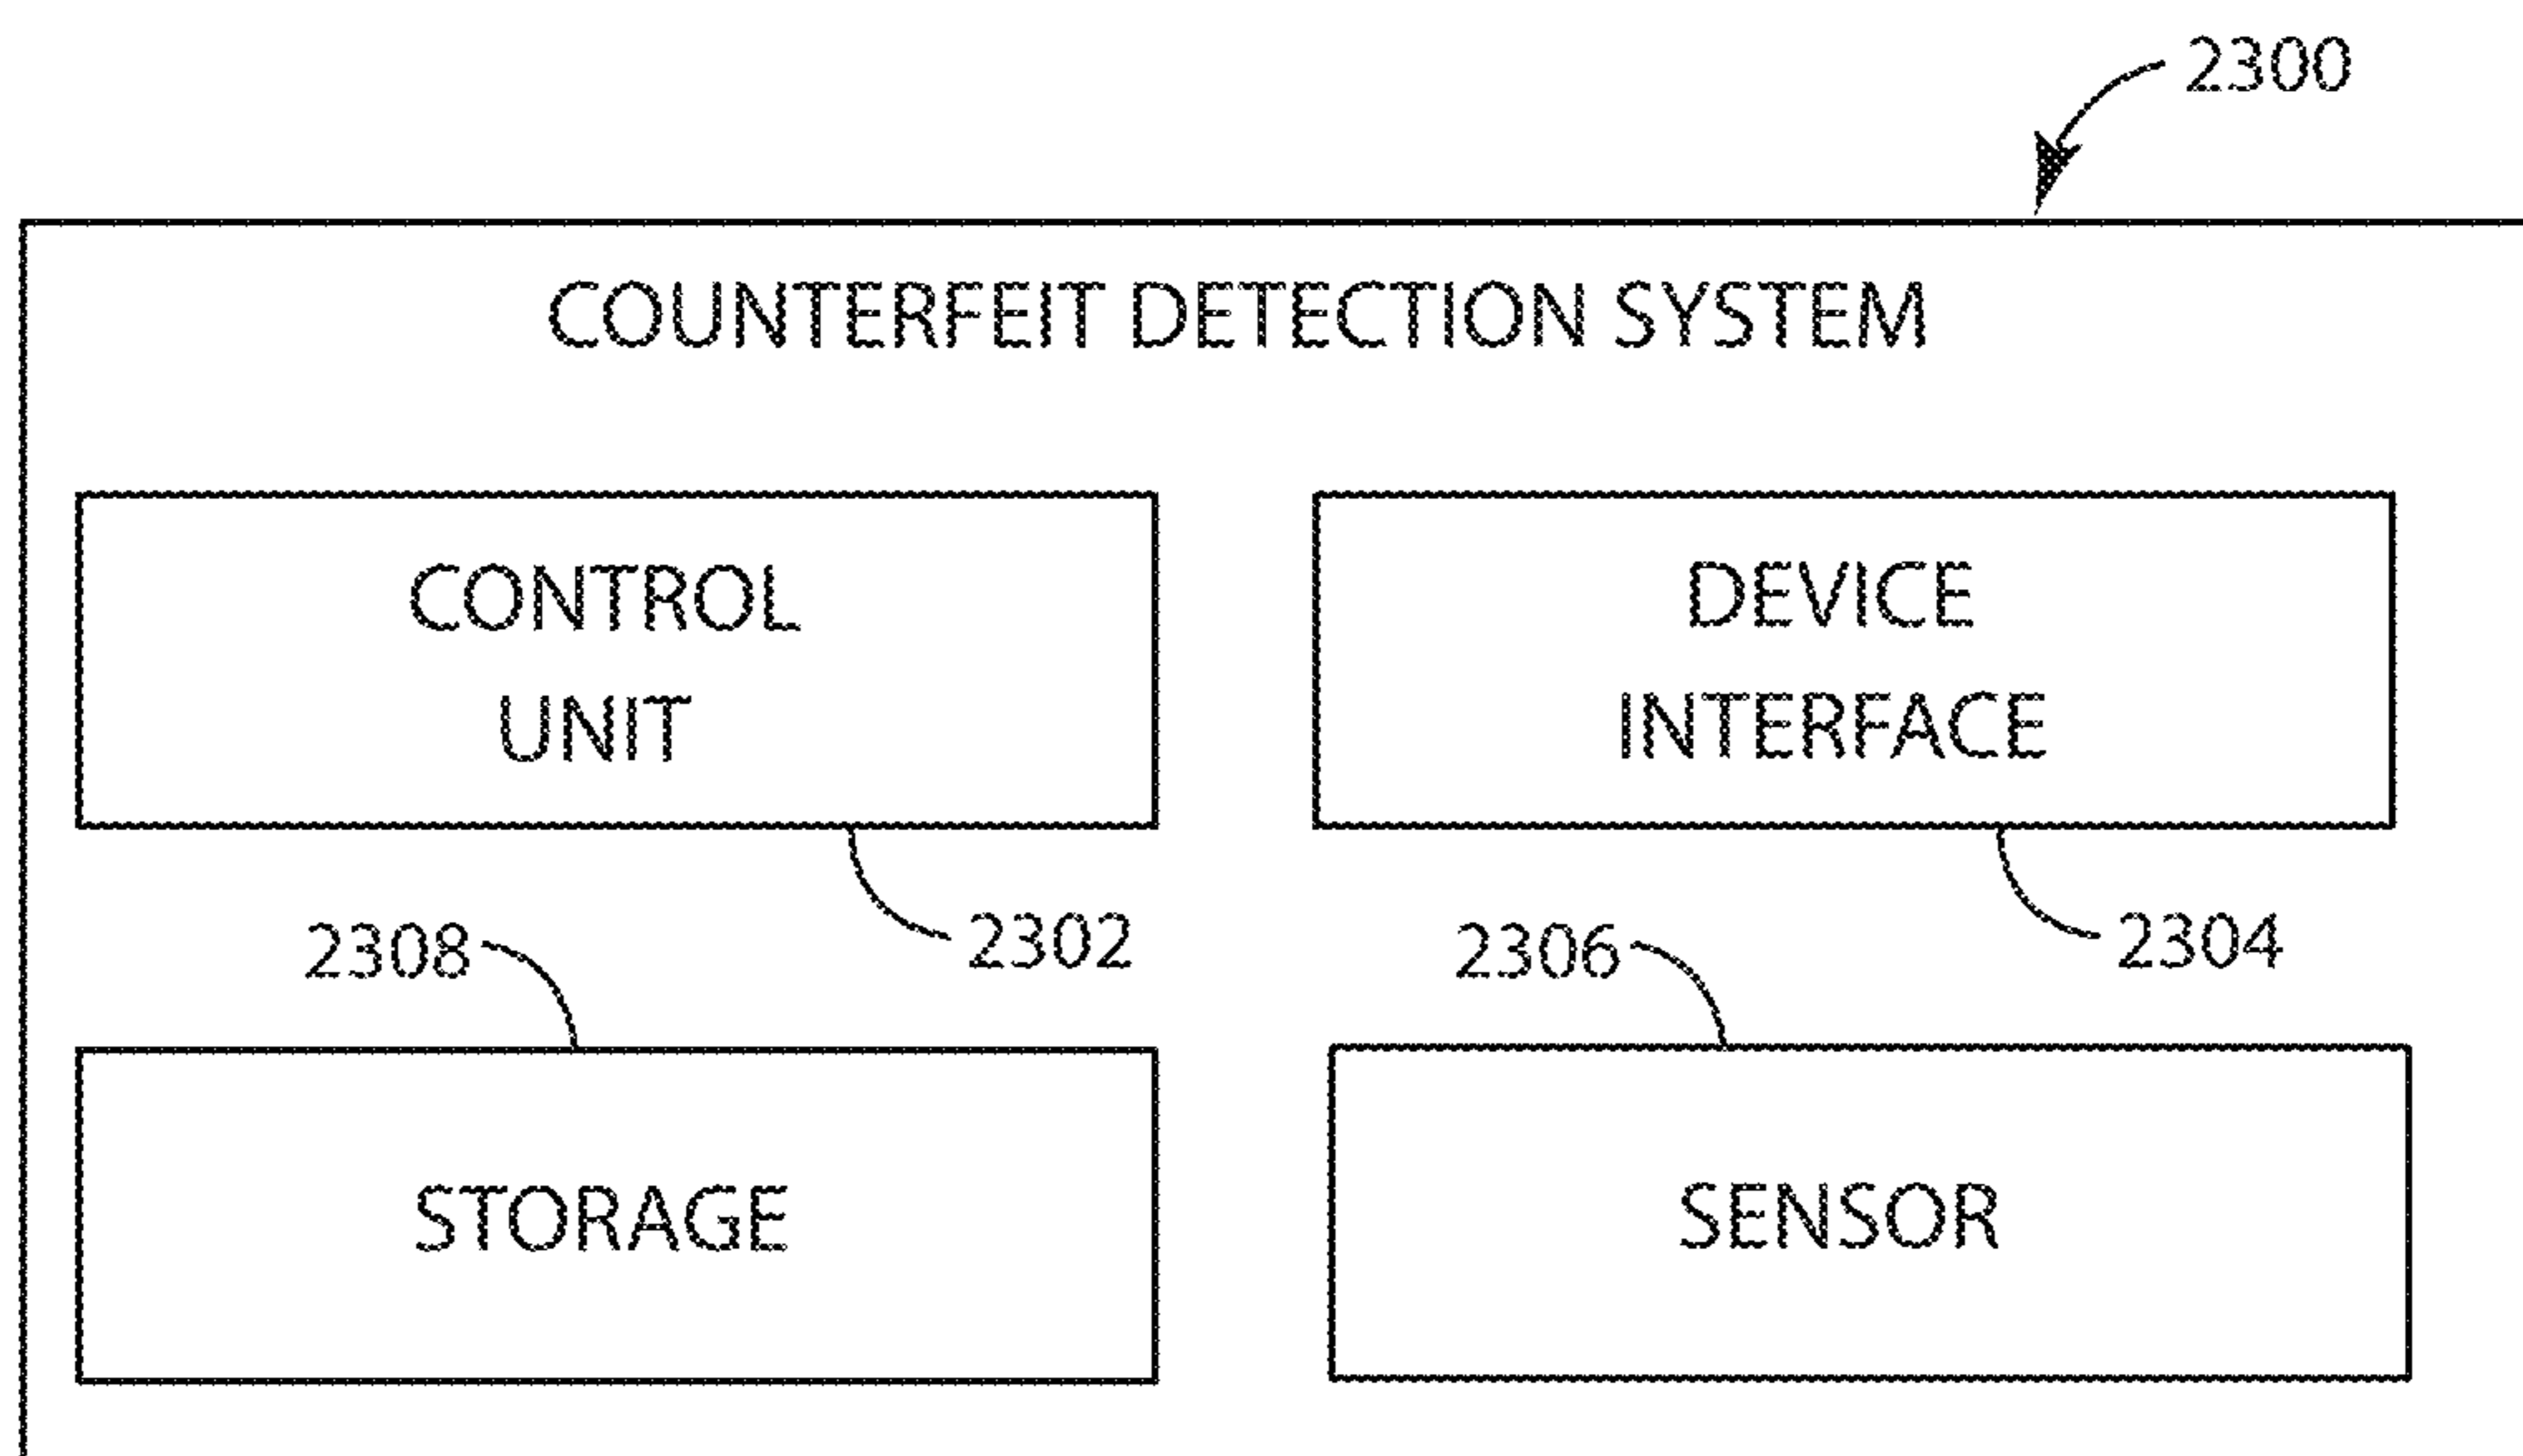 2300
COUNTERFEIT DETECTION SYSTEM
CONTROL
UNIT
DEVICE
INTERFACE
2302
2304
2308
2306
STORAGE
SENSOR